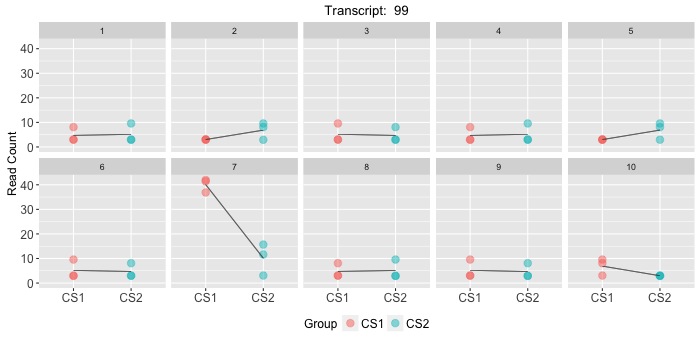 Transcript:  99
1 2 3 4 5
40
30
20
10
0
Read Count
6 7 8 9 10
40
30
20
10
0
CS1 CS2 CS1 CS2 CS1 CS2 CS1 CS2 CS1 CS2
Group CS1 CS2